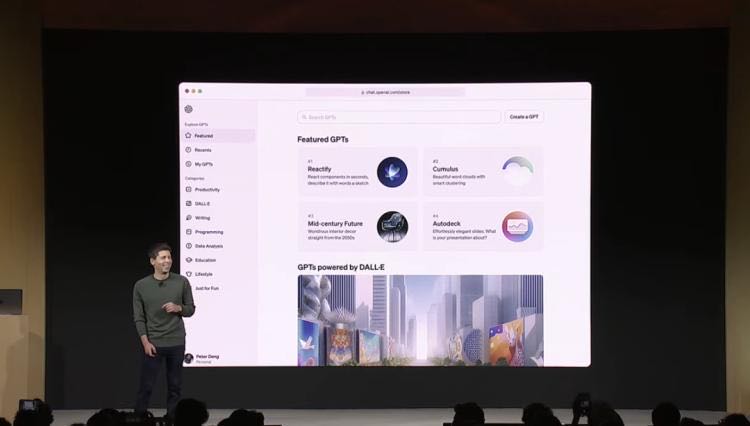 chat.openai.com/store
Search GPTs
Create a GPT
Explore GPTs
Featured
Recents
My GPTs
Categories
Productivity
DALL·E
Writing
Programming
Data Analysis
Education
Lifestyle
Just for Fun
Peter Deng
Personal
Featured GPTs
#1
Reactify
React components in seconds,
describe it with words a sketch
#2
Cumulus
Beautiful word clouds with
smart clustering
#3
Mid-century Future
Wondrous interior decor
straight from the 2050s
#4
Autodeck
Effortlessly elegant slides. What
is your presentation about?
GPTs powered by DALL·E